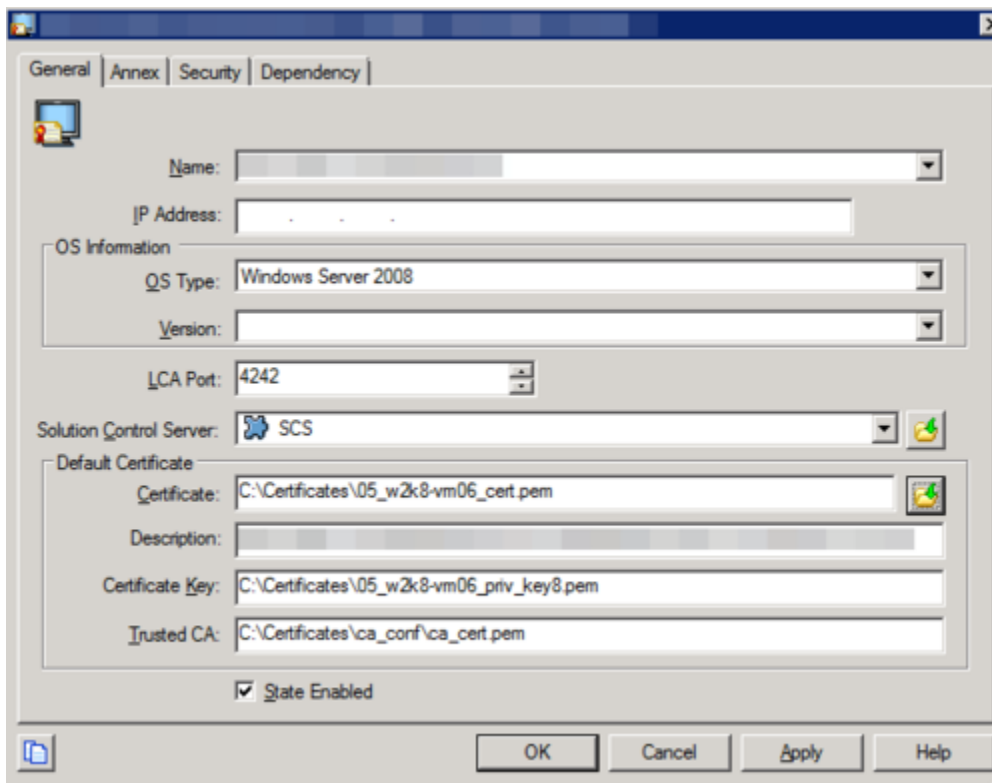 General Annex Security Dependency
Name:
IP Address: . . .
OS Information
OS Type: Windows Server 2008
Version:
LCA Port: 4242
Solution Control Server: SCS
Default Certificate
Certificate: C:\Certificates\05_w2k8-vm06_cert.pem
Description:
Certificate Key: C:\Certificates\05_w2k8-vm06_priv_key8.pem
Trusted CA: C:\Certificates\ca_conf\ca_cert.pem
State Enabled
OK Cancel Apply Help